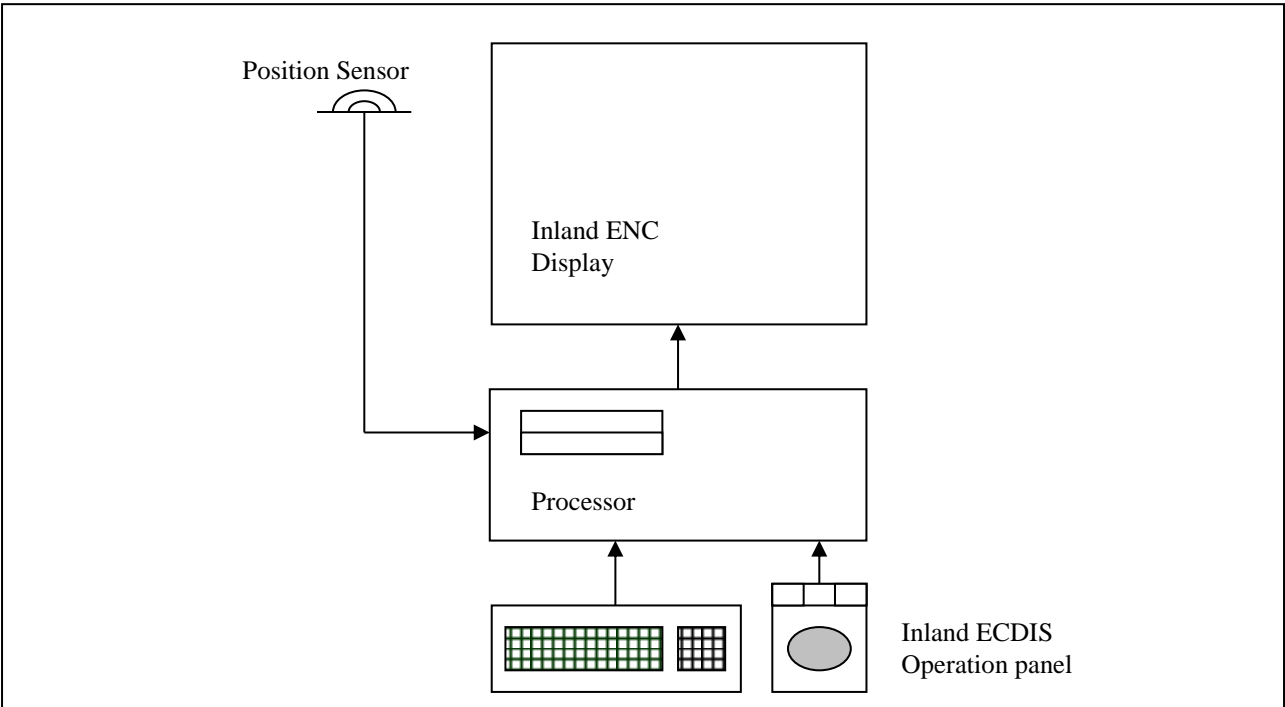 Position Sensor
Inland ENC
Display
Processor
Inland ECDIS
Operation panel